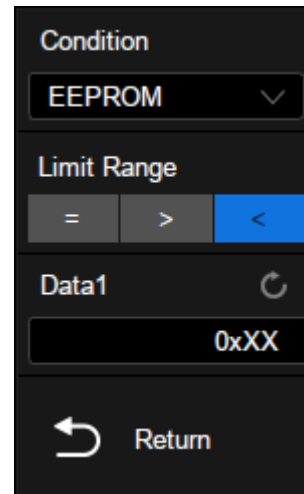 Condition
EEPROM
Limit Range
= > <
Data1
0xXX
Return